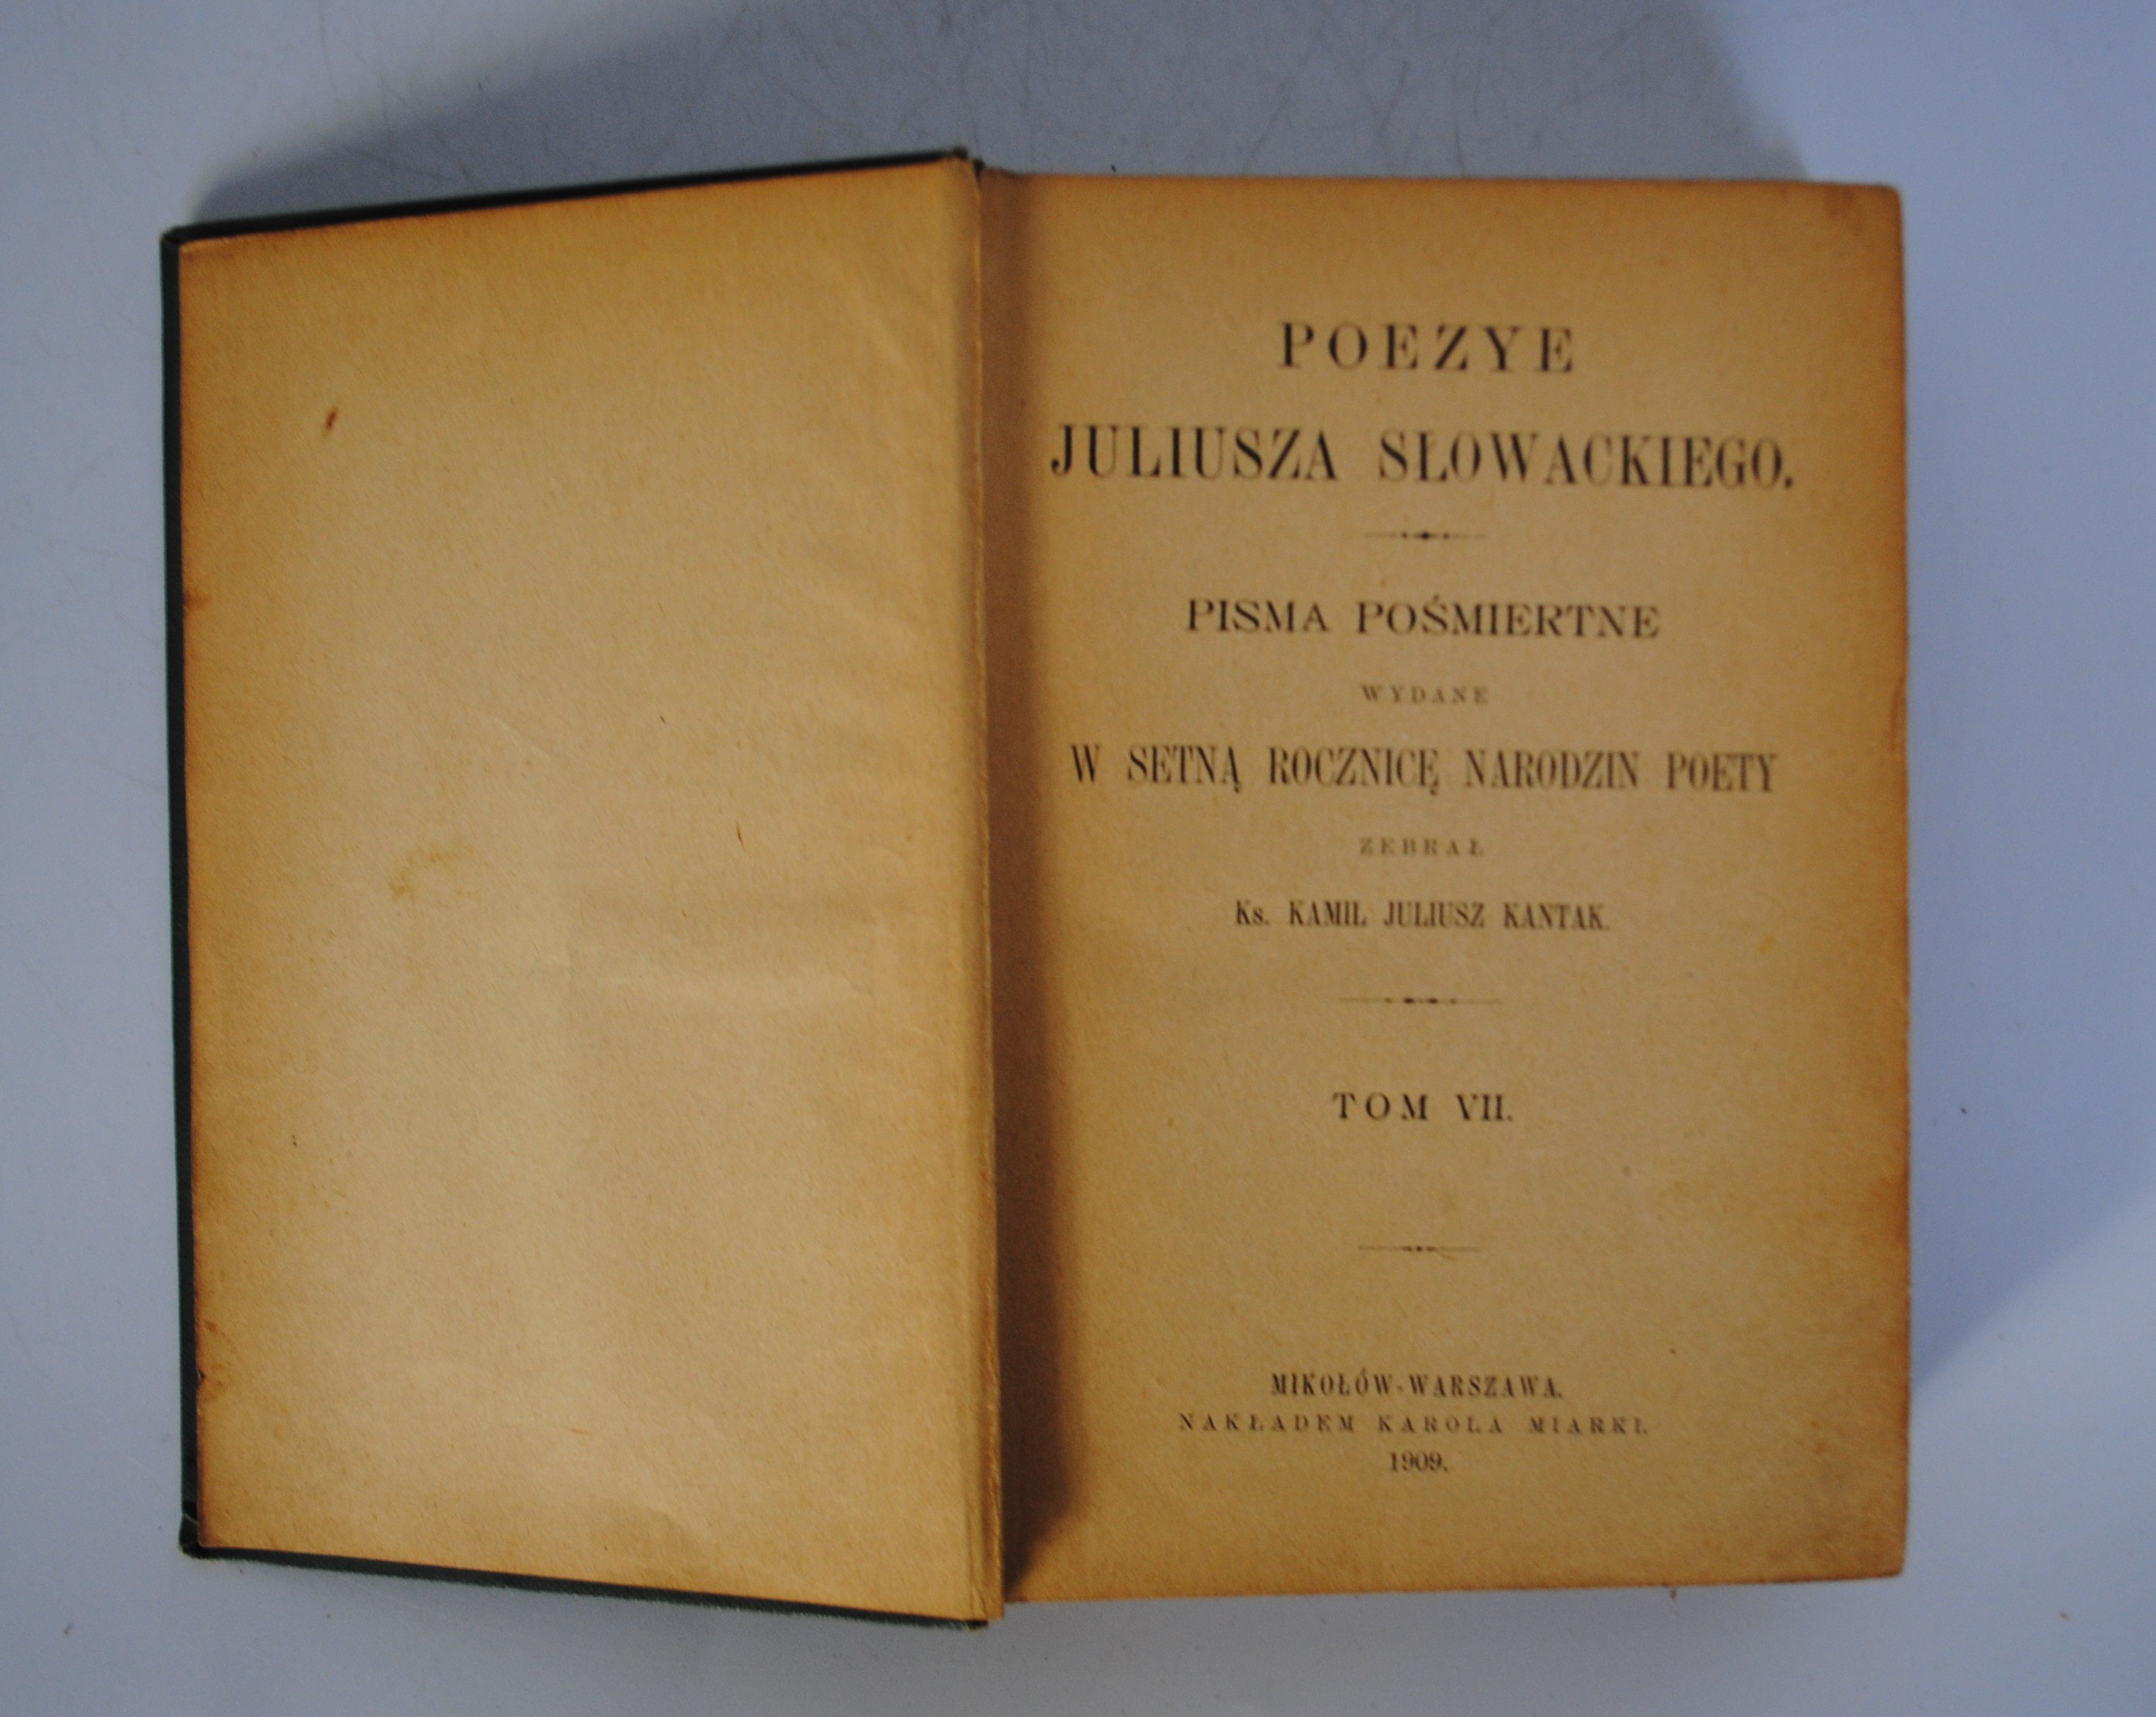 POEZYE
JULIUSZA SŁOWACKIEGO.
PISMA POŚMIERTNE
WYDANE
W SETNĄ ROCZNICĘ NARODZIN POETY
ZEBRAŁ
Ks. KAMIL JULIUSZ KANTAK.
TOM VII.
MIKOŁÓW-WARSZAWA.
NAKŁADEM KAROLA MIARKI.
1909.